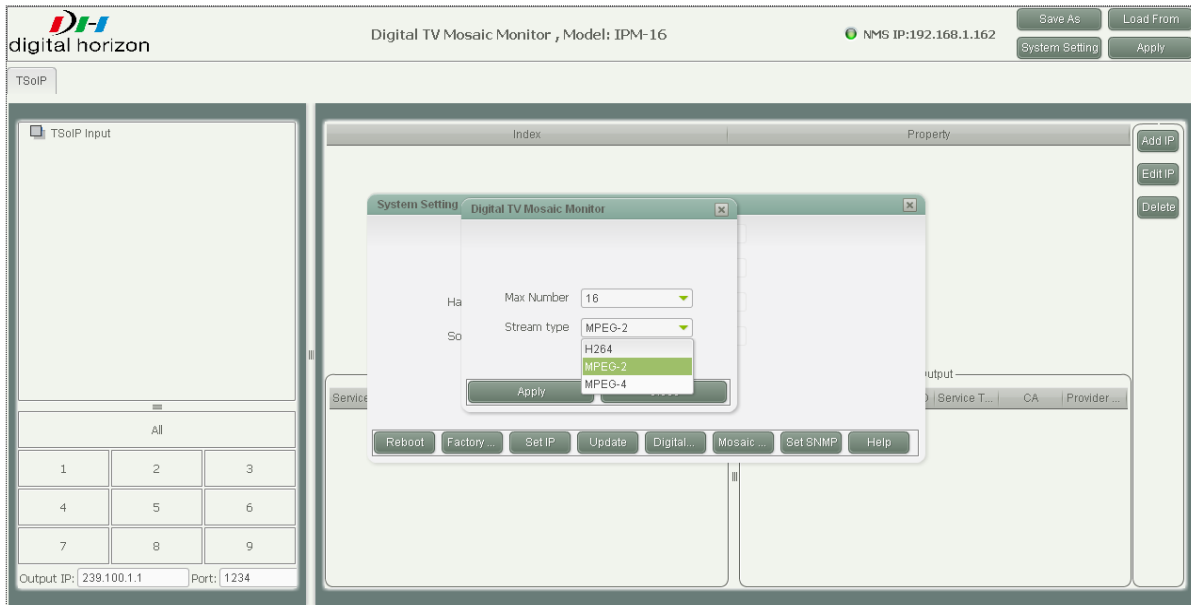 DH
digital horizon
Digital TV Mosaic Monitor , Model: IPM-16
NMS IP:192.168.1.162
Save As
Load From
System Setting
Apply
TSoIP
TSoIP Input
Index
Property
Add IP
Edit IP
Delete
System Setting
Digital TV Mosaic Monitor
Ha
Max Number
16
So
Stream type
MPEG-2
H264
MPEG-2
MPEG-4
Apply
Service
Service T...
CA
Provider ...
Reboot
Factory ...
Set IP
Update
Digital...
Mosaic ...
Set SNMP
Help
All
1
2
3
4
5
6
7
8
9
Output IP: 239.100.1.1 Port: 1234